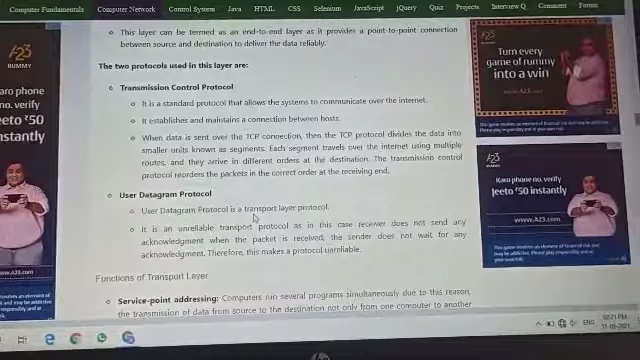 Computer Fundamentals Computer Network Control System Java HTML CSS Selenium JavaScript jQuery Quiz Projects Interview Q Comment Forum
This layer can be termed as an end-to-end layer as it provides a point-to-point connection
between source and destination to deliver the data reliably.
The two protocols used in this layer are:
Transmission Control Protocol
It is a standard protocol that allows the systems to communicate over the internet.
It establishes and maintains a connection between hosts.
When data is sent over the TCP connection, then the TCP protocol divides the data into
smaller units known as segments. Each segment travels over the internet using multiple
routes, and they arrive in different orders at the destination. The transmission control
protocol reorders the packets in the correct order at the receiving end.
User Datagram Protocol
User Datagram Protocol is a transport layer protocol.
It is an unreliable transport protocol as in this case receiver does not send any
acknowledgment when the packet is received, the sender does not wait for any
acknowledgment. Therefore, this makes a protocol unreliable.
Functions of Transport Layer
Service-point addressing: Computers run several programs simultaneously due to this reason,
the transmission of data from source to the destination not only from one computer to another
A23
RUMMY
aro phone
no. verify
eeto ₹50
nstantly
Turn every
game of rummy
into a win
A23
Karo phone no. verify
Jeeto ₹50 instantly
www.A23.com
ENG
hp